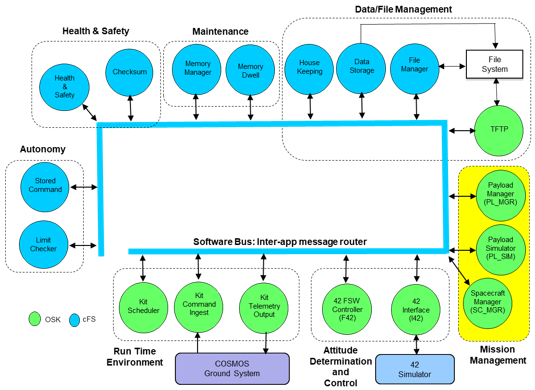 Health & Safety
Maintenance
Data/File Management
Health
&
Safety
Checksum
Memory
Manager
Memory
Dwell
House
Keeping
Data
Storage
File
Manager
File
System
TFTP
Autonomy
Stored
Command
Limit
Checker
Payload
Manager
(PL_MGR)
Payload
Simulator
(PL_SIM)
Spacecraft
Manager
(SC_MGR)
Mission
Management
Software Bus: Inter-app message router
Kit
Scheduler
Kit
Command
Ingest
Kit
Telemetry
Output
42 FSW
Controller
(F42)
42
Interface
(I42)
OSK
cFS
Run Time
Environment
COSMOS
Ground System
Attitude
Determination
and
Control
42
Simulator